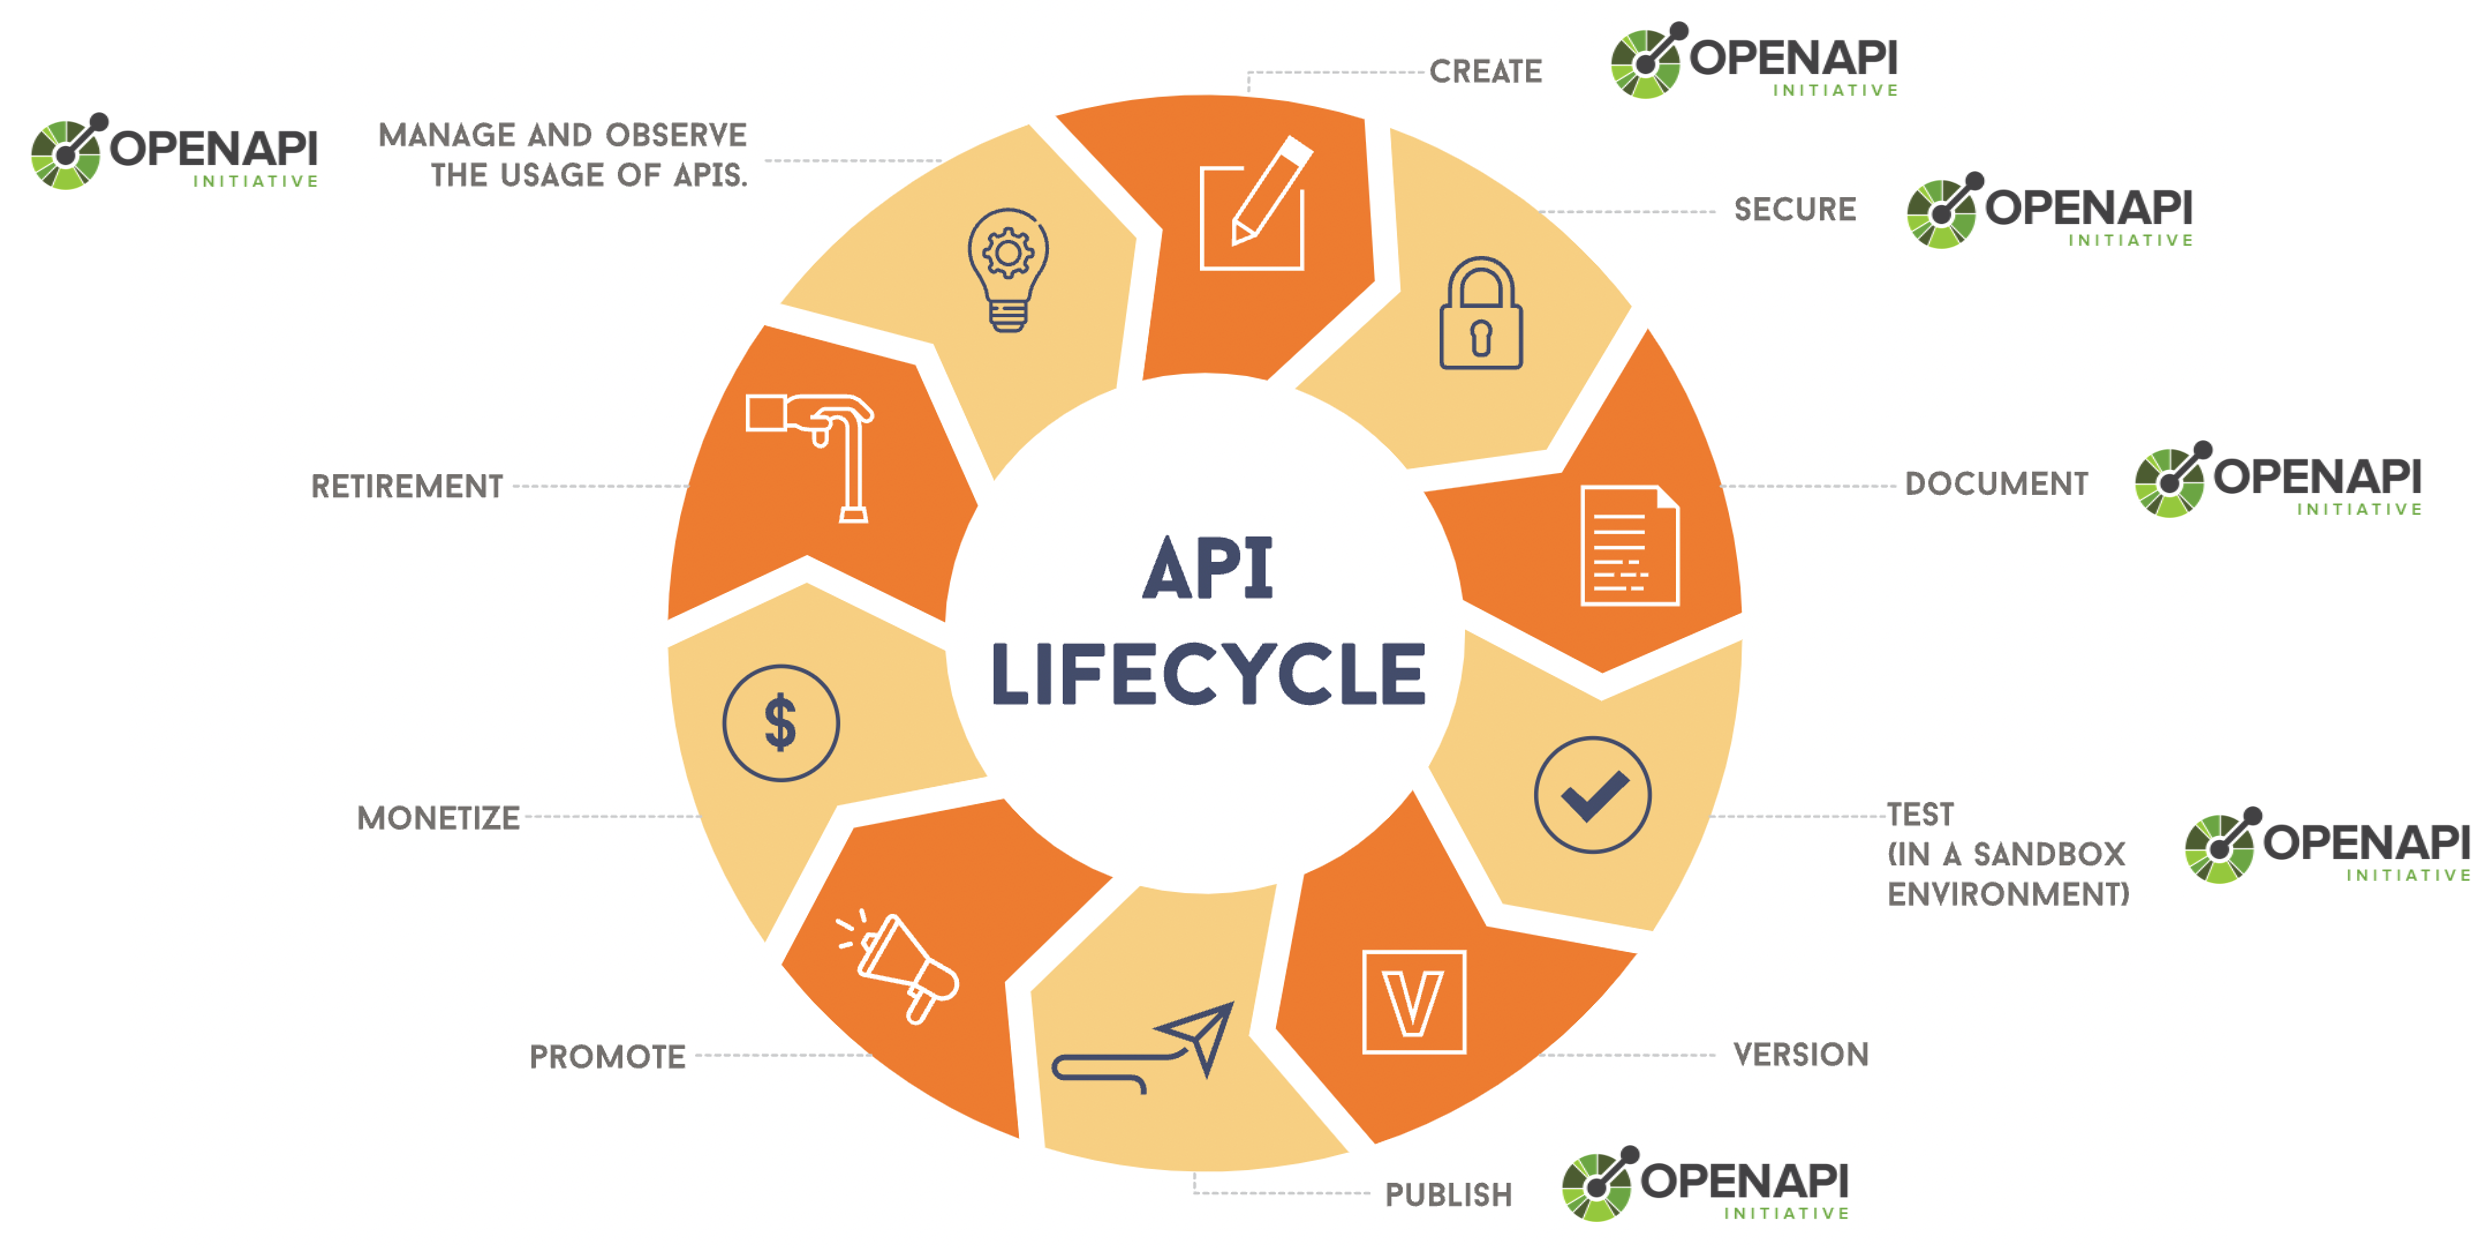 CREATE
OPENAPI
INITIATIVE
SECURE
OPENAPI
INITIATIVE
DOCUMENT
OPENAPI
INITIATIVE
TEST
(IN A SANDBOX
ENVIRONMENT)
OPENAPI
INITIATIVE
VERSION
V
PUBLISH
OPENAPI
INITIATIVE
PROMOTE
MONETIZE
$
RETIREMENT
MANAGE AND OBSERVE
THE USAGE OF APIS.
OPENAPI
INITIATIVE
API
LIFECYCLE